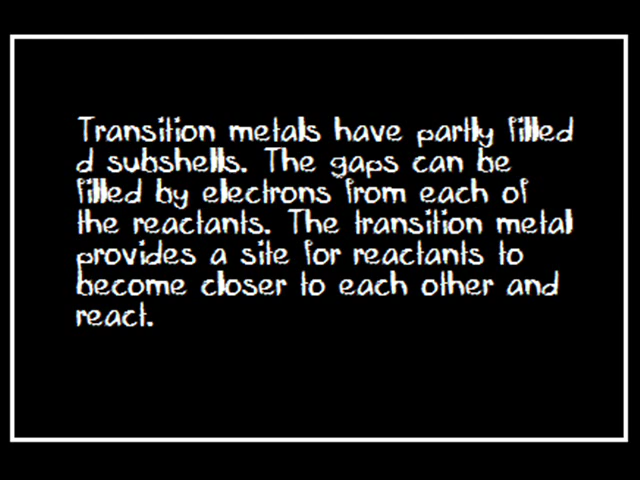 Transition metals have partly filled
d subshells. The gaps can be
filled by electrons from each of
the reactants. The transition metal
provides a site for reactants to
become closer to each other and
react.